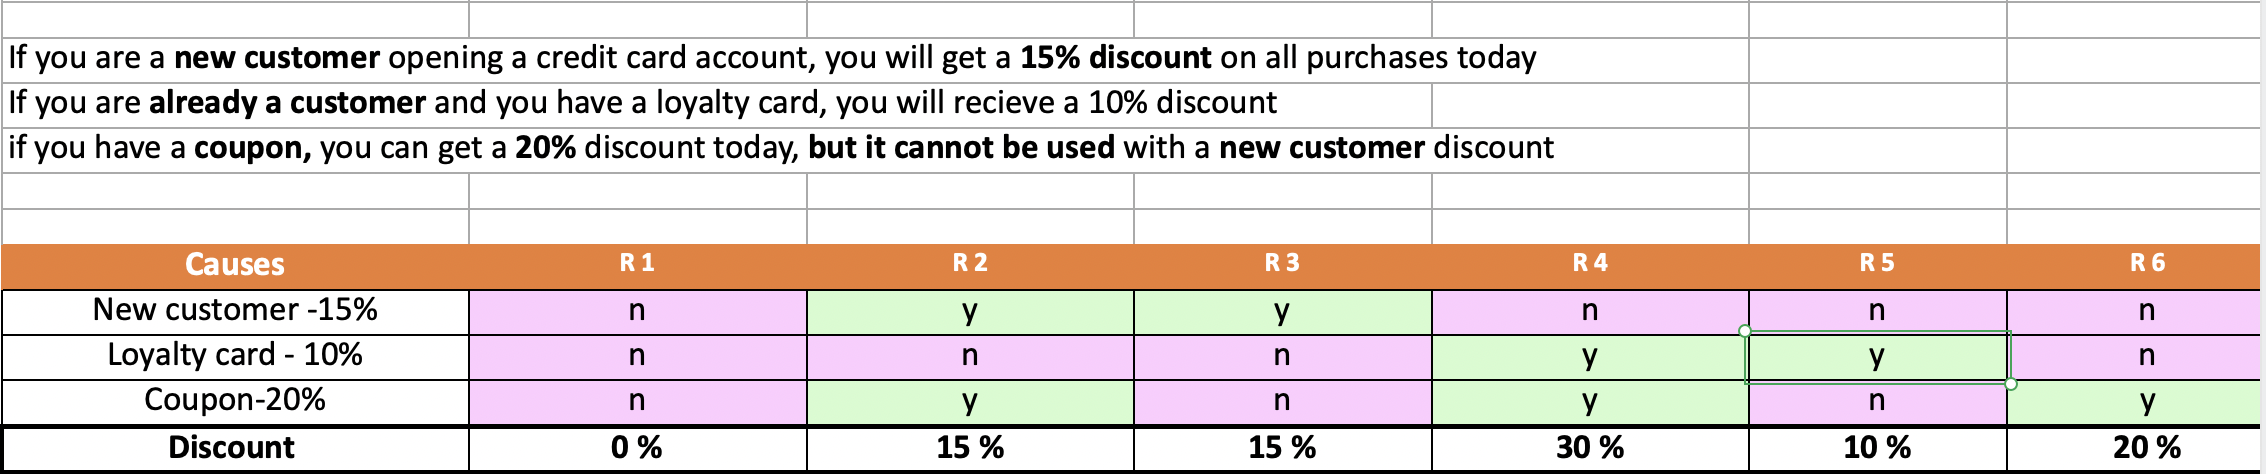 If you are a new customer opening a credit card account, you will get a 15% discount on all purchases today
If you are already a customer and you have a loyalty card, you will recieve a 10% discount
if you have a coupon, you can get a 20% discount today, but it cannot be used with a new customer discount
Causes R 1 R 2 R 3 R 4 R 5 R 6
New customer -15% n y y n n n
Loyalty card - 10% n n n y y n
Coupon-20% n y n y n y
Discount 0 % 15 % 15 % 30 % 10 % 20 %